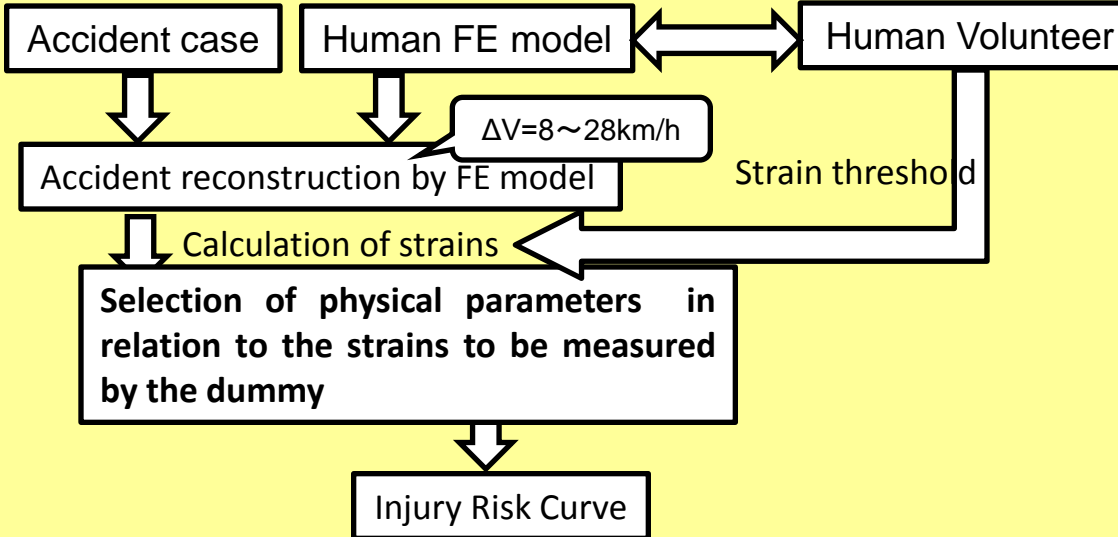 Accident case
Human FE model
Human Volunteer
ΔV=8～28km/h
Accident reconstruction by FE model
Strain threshold
Calculation of strains
Selection of physical parameters in
relation to the strains to be measured
by the dummy
Injury Risk Curve